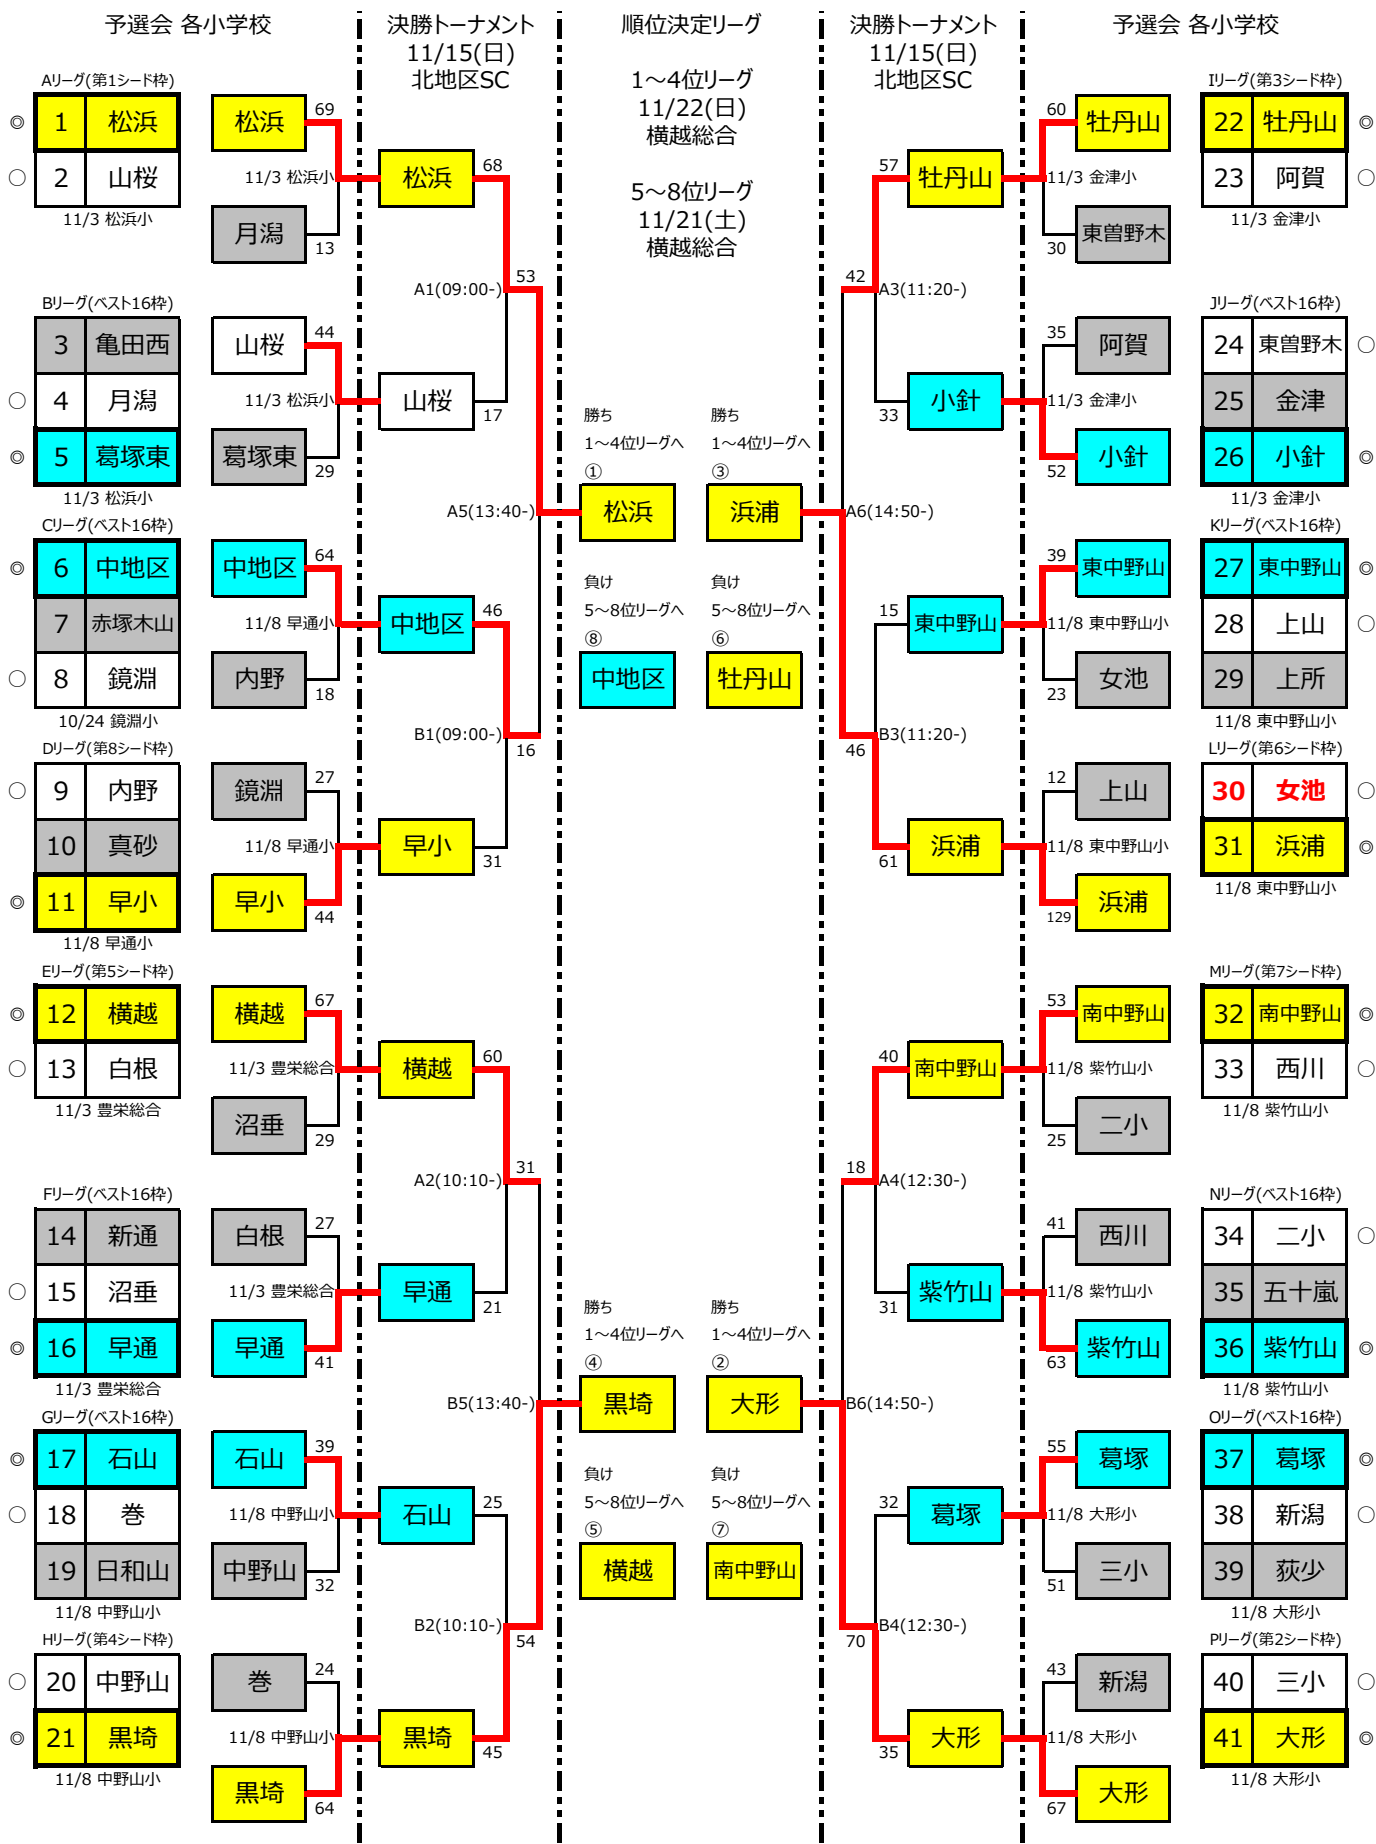 予選会 各小学校
決勝トーナメント
11/15(日)
北地区SC
順位決定リーグ
1～4位リーグ
11/22(日)
横越総合
5～8位リーグ
11/21(土)
横越総合
決勝トーナメント
11/15(日)
北地区SC
予選会 各小学校
Aリーグ(第1シード枠)
◎ 1 松浜
○ 2 山桜
11/3 松浜小
Bリーグ(ベスト16枠)
3 亀田西
○ 4 月潟
◎ 5 葛塚東
11/3 松浜小
Cリーグ(ベスト16枠)
◎ 6 中地区
7 赤塚木山
○ 8 鏡淵
10/24 鏡淵小
Dリーグ(第8シード枠)
○ 9 内野
10 真砂
◎ 11 早小
11/8 早通小
Eリーグ(第5シード枠)
◎ 12 横越
○ 13 白根
11/3 豊栄総合
Fリーグ(ベスト16枠)
14 新通
○ 15 沼垂
◎ 16 早通
11/3 豊栄総合
Gリーグ(ベスト16枠)
◎ 17 石山
○ 18 巻
19 日和山
11/8 中野山小
Hリーグ(第4シード枠)
○ 20 中野山
◎ 21 黒埼
11/8 中野山小
松浜 69
11/3 松浜小
月潟 13
山桜 44
11/3 松浜小
葛塚東 29
中地区 64
11/8 早通小
内野 18
鏡淵 27
11/8 早通小
早小 44
横越 67
11/3 豊栄総合
沼垂 29
白根 27
11/3 豊栄総合
早通 41
石山 39
11/8 中野山小
中野山 32
巻 24
11/8 中野山小
黒埼 64
松浜 68
A1(09:00-) 53
山桜 17
A5(13:40-)
中地区 46
B1(09:00-) 16
早小 31
横越 60
A2(10:10-) 31
早通 21
B5(13:40-)
石山 25
B2(10:10-) 54
黒埼 45
勝ち
1～4位リーグへ
①
松浜
負け
5～8位リーグへ
⑧
中地区
勝ち
1～4位リーグへ
③
浜浦
負け
5～8位リーグへ
⑥
牡丹山
勝ち
1～4位リーグへ
④
黒埼
負け
5～8位リーグへ
⑤
横越
勝ち
1～4位リーグへ
②
大形
負け
5～8位リーグへ
⑦
南中野山
57 牡丹山
42 A3(11:20-)
33 小針
A6(14:50-)
15 東中野山
46 B3(11:20-)
61 浜浦
40 南中野山
18 A4(12:30-)
31 紫竹山
B6(14:50-)
32 葛塚
70 B4(12:30-)
35 大形
60 牡丹山
11/3 金津小
30 東曽野木
35 阿賀
11/3 金津小
52 小針
39 東中野山
11/8 東中野山小
23 女池
12 上山
11/8 東中野山小
129 浜浦
53 南中野山
11/8 紫竹山小
25 二小
41 西川
11/8 紫竹山小
63 紫竹山
55 葛塚
11/8 大形小
51 三小
43 新潟
11/8 大形小
67 大形
Iリーグ(第3シード枠)
22 牡丹山 ◎
23 阿賀 ○
11/3 金津小
Jリーグ(ベスト16枠)
24 東曽野木 ○
25 金津
26 小針 ◎
11/3 金津小
Kリーグ(ベスト16枠)
27 東中野山 ◎
28 上山 ○
29 上所
11/8 東中野山小
Lリーグ(第6シード枠)
30 女池 ○
31 浜浦 ◎
11/8 東中野山小
Mリーグ(第7シード枠)
32 南中野山 ◎
33 西川 ○
11/8 紫竹山小
Nリーグ(ベスト16枠)
34 二小 ○
35 五十嵐
36 紫竹山 ◎
11/8 紫竹山小
Oリーグ(ベスト16枠)
37 葛塚 ◎
38 新潟 ○
39 荻少
11/8 大形小
Pリーグ(第2シード枠)
40 三小 ○
41 大形 ◎
11/8 大形小